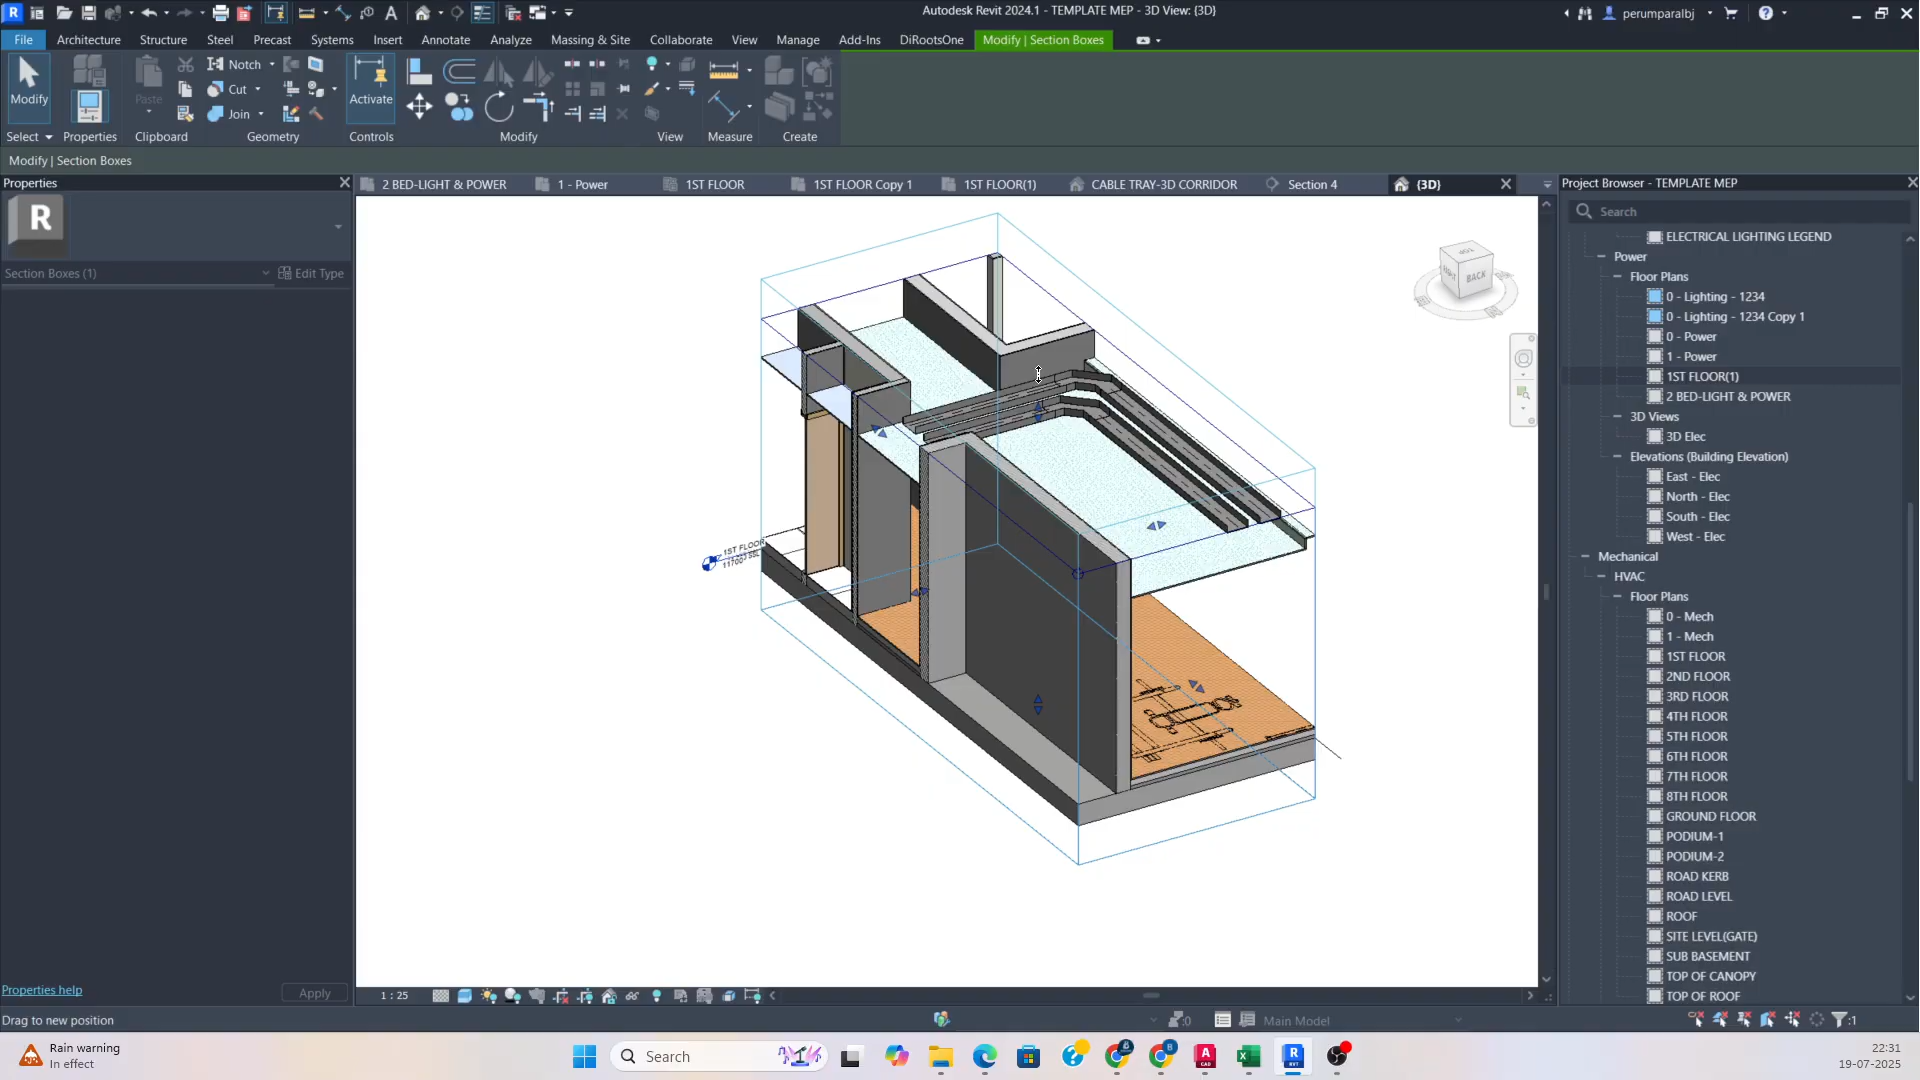 Autodesk Revit 2024.1 - TEMPLATE MEP - 3D View: {3D}
perumparalbj
File
Architecture
Structure
Steel
Precast
Systems
Insert
Annotate
Analyze
Massing & Site
Collaborate
View
Manage
Add-Ins
DiRootsOne
Modify | Section Boxes
Modify
Paste
Notch
Cut
Join
Activate
Select
Properties
Clipboard
Geometry
Controls
Modify
View
Measure
Create
Modify | Section Boxes
Properties
R
Section Boxes (1)
Edit Type
Properties help
Apply
2 BED-LIGHT & POWER
1 - Power
1ST FLOOR
1ST FLOOR Copy 1
1ST FLOOR(1)
CABLE TRAY-3D CORRIDOR
Section 4
{3D}
BACK
1ST FLOOR
11700 SSL
1 : 25
Project Browser - TEMPLATE MEP
Search
ELECTRICAL LIGHTING LEGEND
Power
Floor Plans
0 - Lighting - 1234
0 - Lighting - 1234 Copy 1
0 - Power
1 - Power
1ST FLOOR(1)
2 BED-LIGHT & POWER
3D Views
3D Elec
Elevations (Building Elevation)
East - Elec
North - Elec
South - Elec
West - Elec
Mechanical
HVAC
Floor Plans
0 - Mech
1 - Mech
1ST FLOOR
2ND FLOOR
3RD FLOOR
4TH FLOOR
5TH FLOOR
6TH FLOOR
7TH FLOOR
8TH FLOOR
GROUND FLOOR
PODIUM-1
PODIUM-2
ROAD KERB
ROAD LEVEL
ROOF
SITE LEVEL(GATE)
SUB BASEMENT
TOP OF CANOPY
TOP OF ROOF
Drag to new position
:0
Main Model
:1
Rain warning
In effect
Search
22:31
19-07-2025